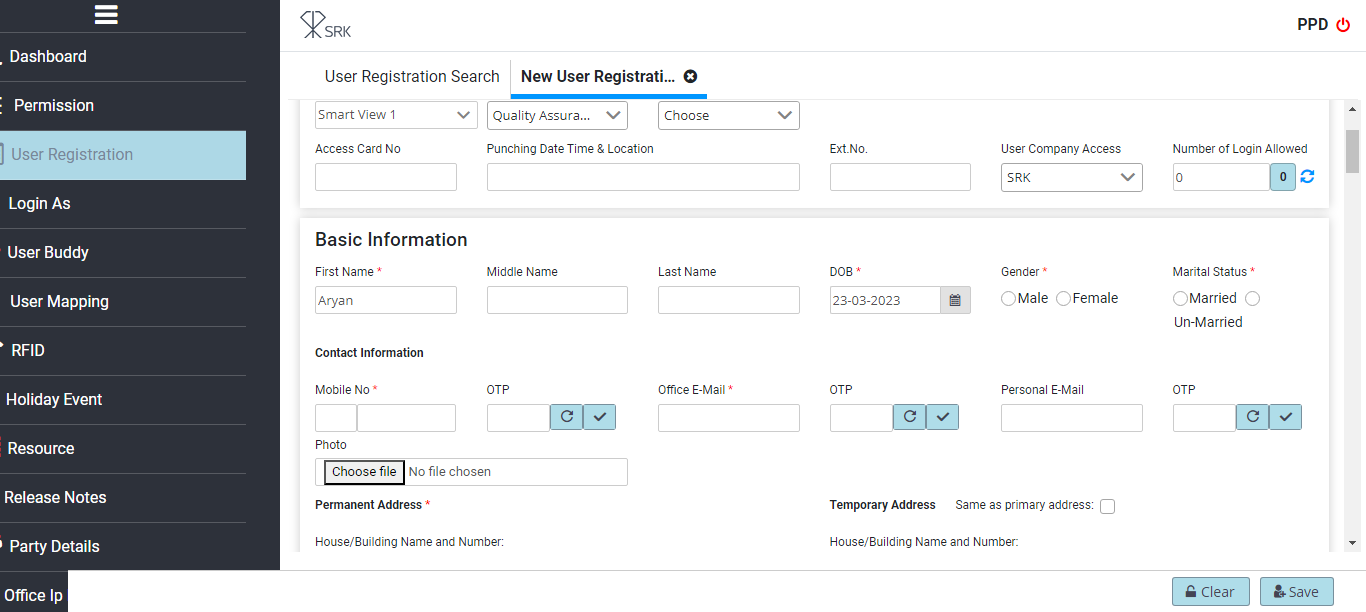 SRK
PPD
Dashboard
Permission
User Registration
Login As
User Buddy
User Mapping
RFID
Holiday Event
Resource
Release Notes
Party Details
Office Ip
User Registration Search
New User Registrati...
Smart View 1
Quality Assura...
Choose
Access Card No
Punching Date Time & Location
Ext.No.
User Company Access
Number of Login Allowed
SRK
0
0
Basic Information
First Name *
Middle Name
Last Name
DOB *
Gender *
Marital Status *
Aryan
23-03-2023
Male
Female
Married
Un-Married
Contact Information
Mobile No *
OTP
Office E-Mail *
OTP
Personal E-Mail
OTP
Photo
Choose file
No file chosen
Permanent Address *
Temporary Address
Same as primary address:
House/Building Name and Number:
House/Building Name and Number:
Clear
Save